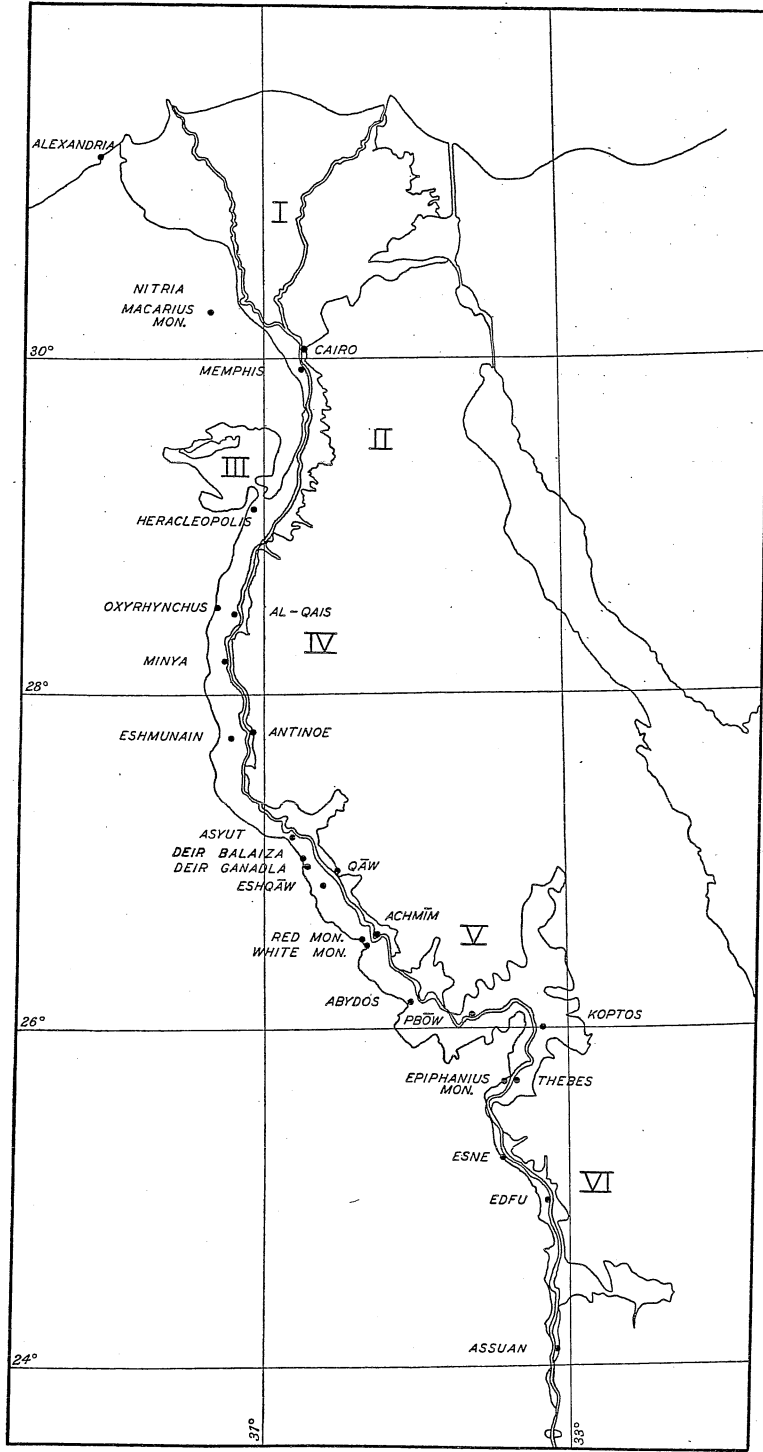 ALEXANDRIA
I
NITRIA
MACARIUS
MON.
CAIRO
30°
MEMPHIS
II
III
HERACLEOPOLIS
OXYRHYNCHUS
AL-QAIS
IV
MINYA
28°
ANTINOE
ESHMUNAIN
ASYUT
DEIR BALAIZA
DEIR GANADLA
QĀW
ESHQĀW
ACHMĪM
RED MON.
WHITE MON.
V
ABYDOS
PBŌW
KOPTOS
26°
EPIPHANIUS
MON.
THEBES
ESNE
VI
EDFU
ASSUAN
24°
31°
33°